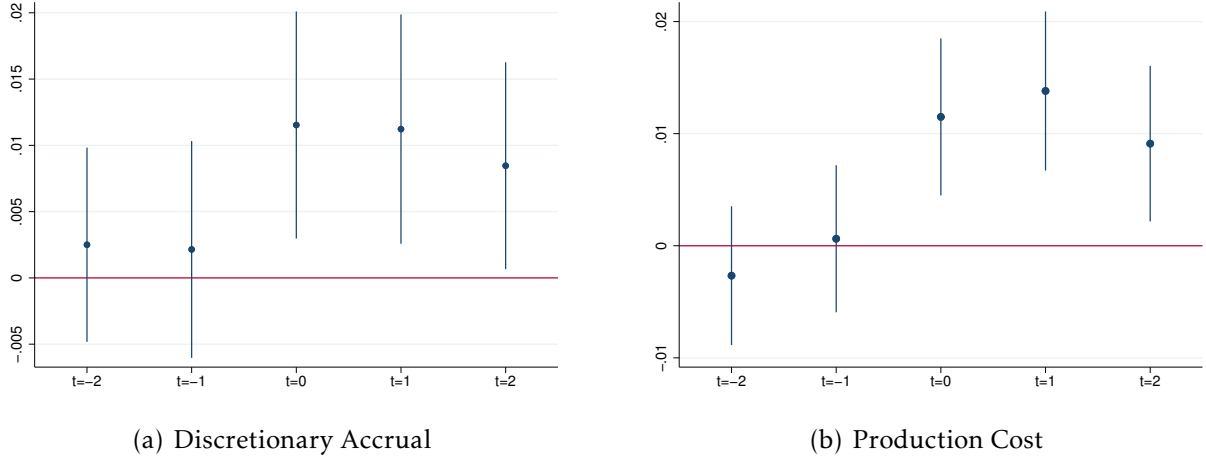 .02
.015
.01
.005
0
-.005
t=-2 t=-1 t=0 t=1 t=2
(a) Discretionary Accrual
.02
.01
0
-.01
t=-2 t=-1 t=0 t=1 t=2
(b) Production Cost